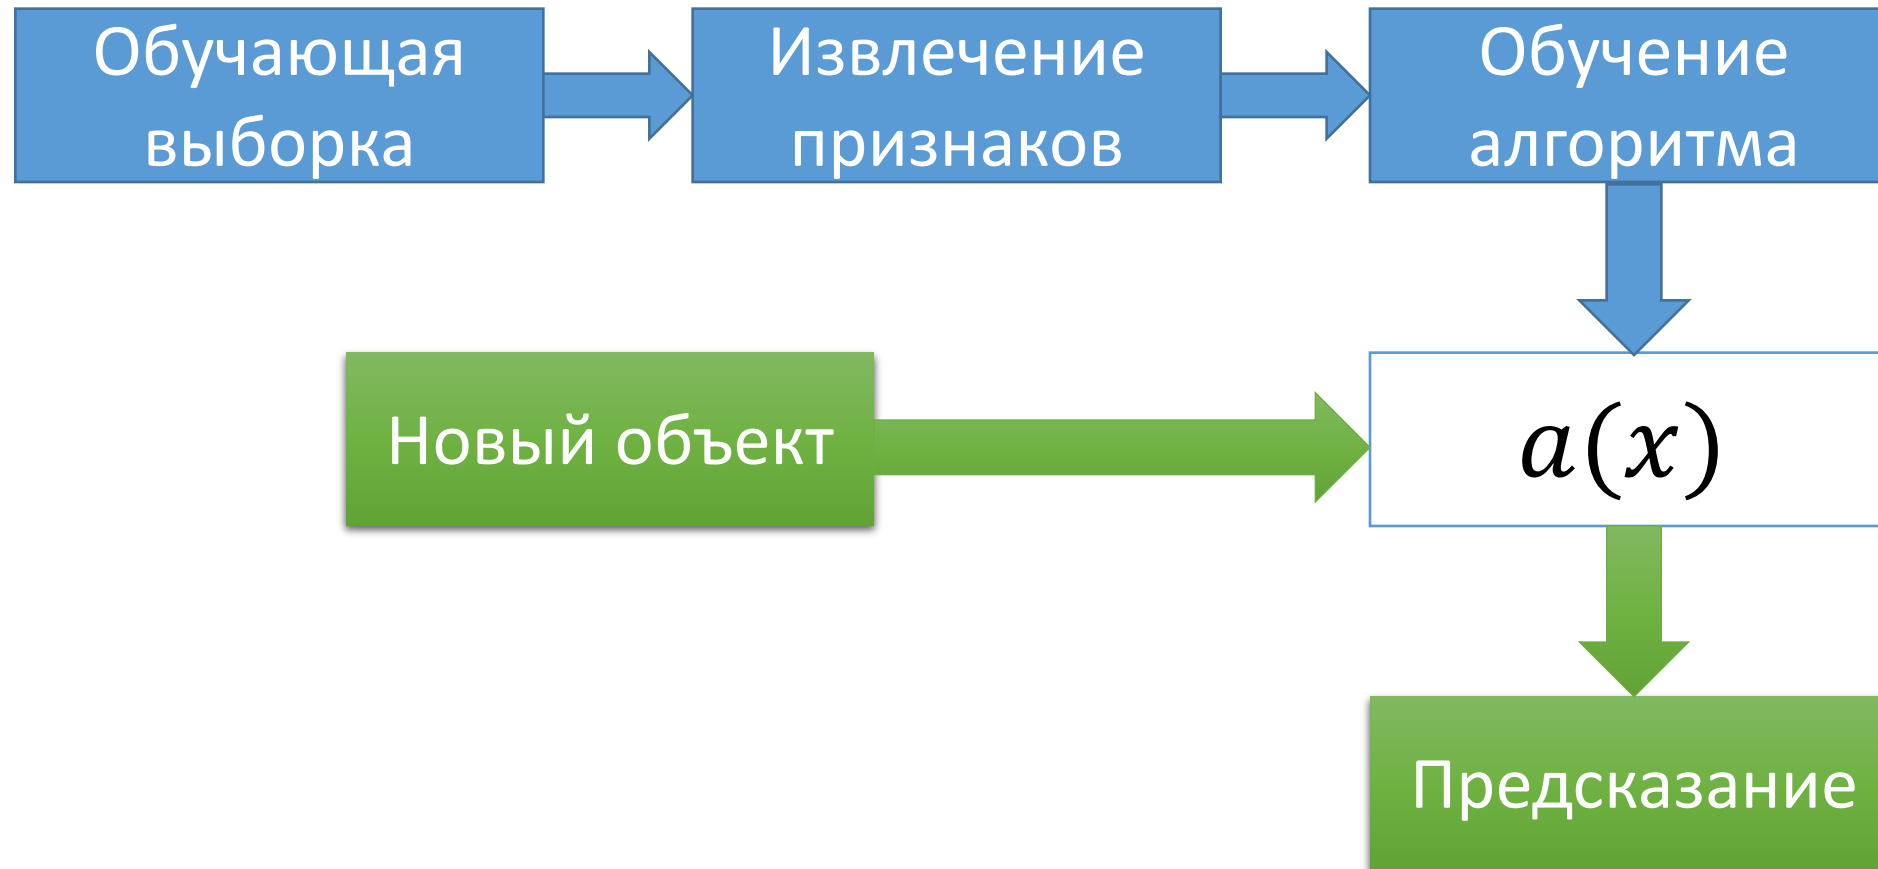 Обучающая
выборка
Извлечение
признаков
Обучение
алгоритма
Новый объект
a(x)
Предсказание